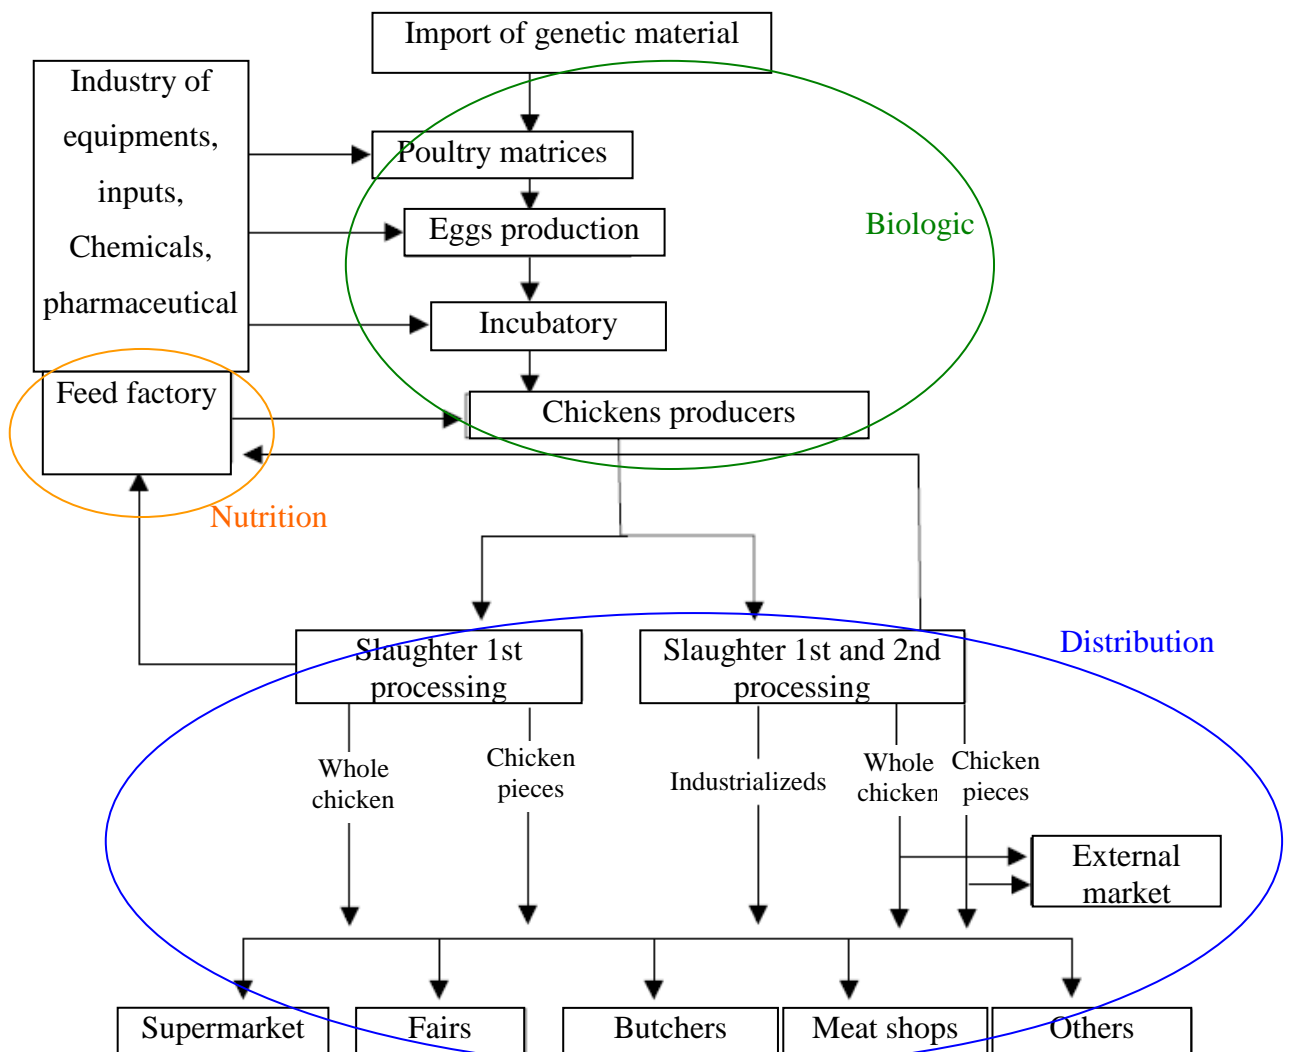 Import of genetic material
Industry of
equipments,
inputs,
Chemicals,
pharmaceutical
Poultry matrices
Eggs production
Biologic
Incubatory
Feed factory
Chickens producers
Nutrition
Slaughter 1st
processing
Slaughter 1st and 2nd
processing
Distribution
Whole
chicken
Chicken
pieces
Industrializeds
Whole
chicken
Chicken
pieces
External
market
Supermarket
Fairs
Butchers
Meat shops
Others